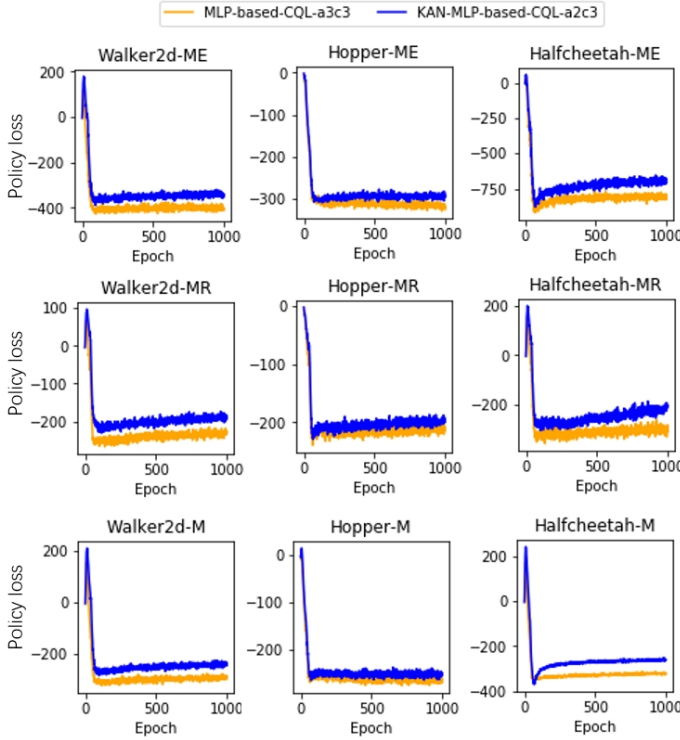 MLP-based-CQL-a3c3 KAN-MLP-based-CQL-a2c3
Walker2d-ME Hopper-ME Halfcheetah-ME
Policy loss
200
0
−200
−400
0 500 1000
Epoch
0
−100
−200
−300
0 500 1000
Epoch
0
−250
−500
−750
0 500 1000
Epoch
Walker2d-MR Hopper-MR Halfcheetah-MR
Policy loss
100
0
−100
−200
0 500 1000
Epoch
0
−100
−200
0 500 1000
Epoch
200
0
−200
0 500 1000
Epoch
Walker2d-M Hopper-M Halfcheetah-M
Policy loss
200
0
−200
0 500 1000
Epoch
0
−100
−200
0 500 1000
Epoch
200
0
−200
−400
0 500 1000
Epoch